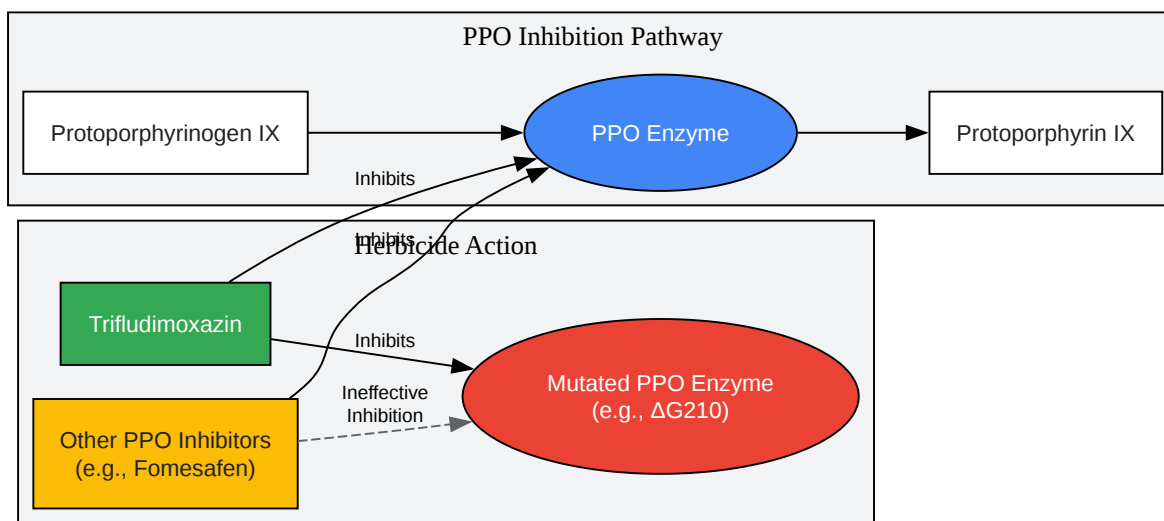 PPO Inhibition Pathway
Protoporphyrinogen IX
PPO Enzyme
Protoporphyrin IX
Inhibits
Inhibits
Herbicide Action
Trifludimoxazin
Inhibits
Mutated PPO Enzyme
(e.g., ΔG210)
Ineffective
Inhibition
Other PPO Inhibitors
(e.g., Fomesafen)